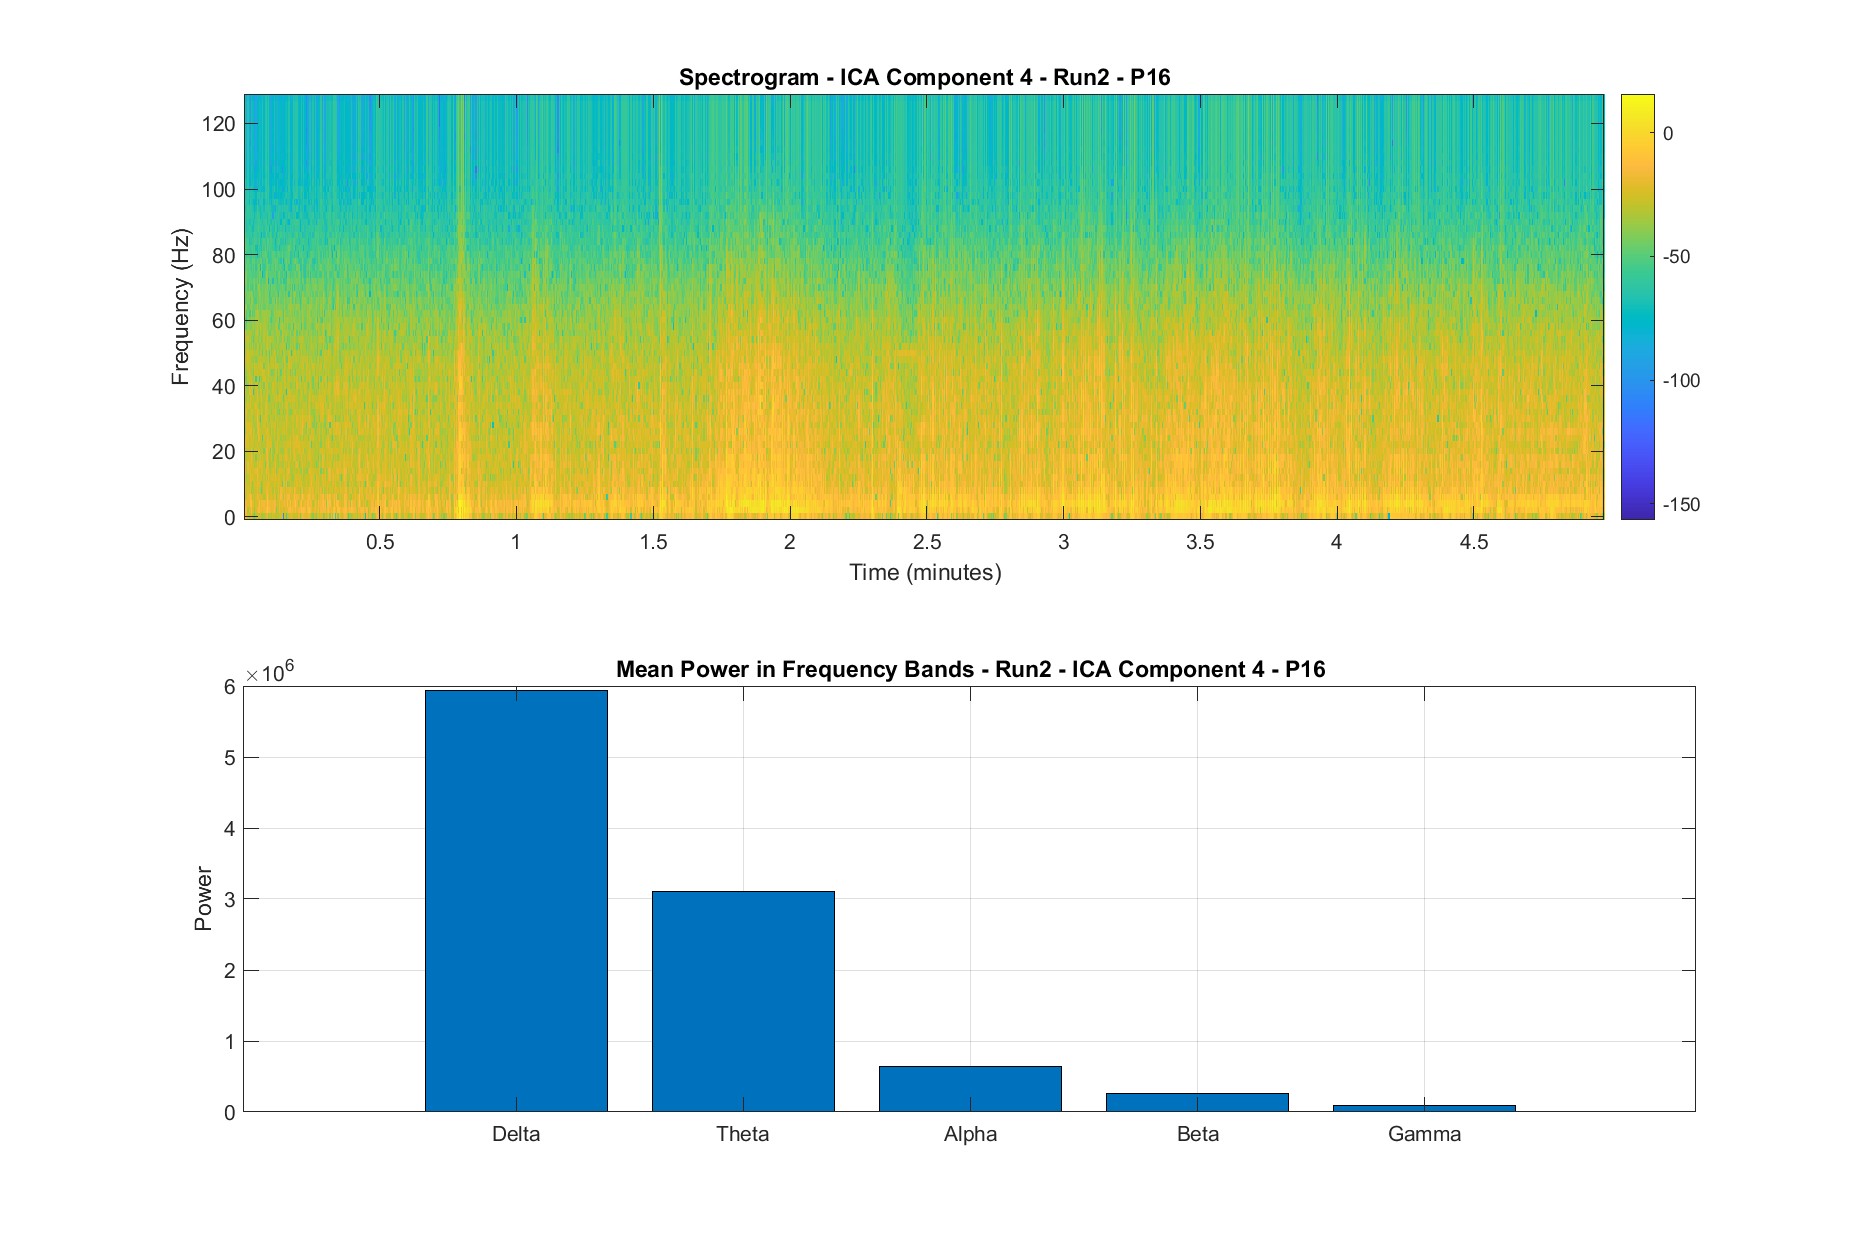 Spectrogram - ICA Component 4 - Run2 - P16
120
100
80
60
40
20
0
Frequency (Hz)
0.5 1 1.5 2 2.5 3 3.5 4 4.5
Time (minutes)
0
-50
-100
-150
Mean Power in Frequency Bands - Run2 - ICA Component 4 - P16
×10⁶
6
5
4
3
2
1
0
Power
Delta Theta Alpha Beta Gamma